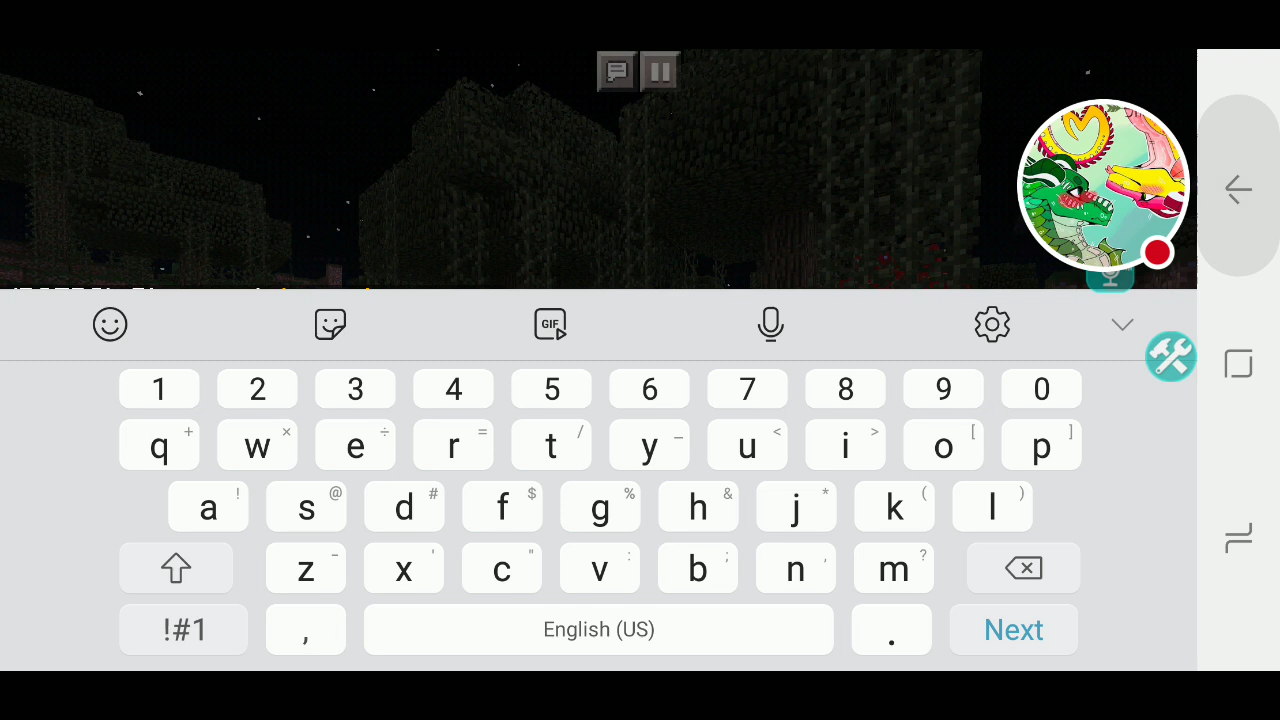 GIF
1 2 3 4 5 6 7 8 9 0
q + w × e ÷ r = t / y _ u < i > o [ p ]
a ! s @ d # f $ g % h & j * k ( l )
z - x ' c " v : b ; n , m ?
!#1 , English (US) . Next